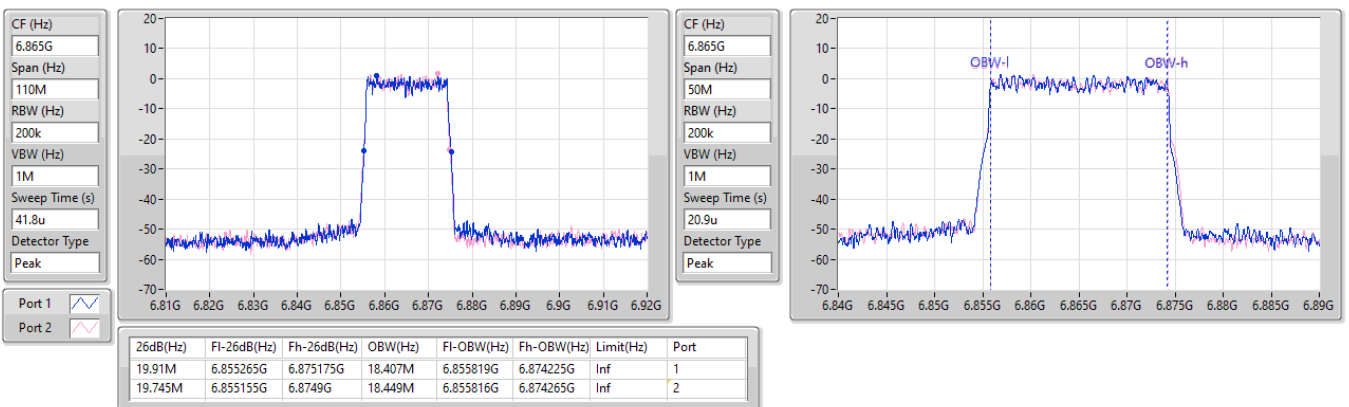 CF (Hz)
6.865G
Span (Hz)
110M
RBW (Hz)
200k
VBW (Hz)
1M
Sweep Time (s)
41.8u
Detector Type
Peak
Port 1
Port 2
20
10
0
-10
-20
-30
-40
-50
-60
-70
6.81G 6.82G 6.83G 6.84G 6.85G 6.86G 6.87G 6.88G 6.89G 6.9G 6.91G 6.92G
CF (Hz)
6.865G
Span (Hz)
50M
RBW (Hz)
200k
VBW (Hz)
1M
Sweep Time (s)
20.9u
Detector Type
Peak
20
10
0
-10
-20
-30
-40
-50
-60
-70
OBW-l OBW-h
6.84G 6.845G 6.85G 6.855G 6.86G 6.865G 6.87G 6.875G 6.88G 6.885G 6.89G
26dB(Hz) Fl-26dB(Hz) Fh-26dB(Hz) OBW(Hz) Fl-OBW(Hz) Fh-OBW(Hz) Limit(Hz) Port
19.91M 6.855265G 6.875175G 18.407M 6.855819G 6.874225G Inf 1
19.745M 6.855155G 6.8749G 18.449M 6.855816G 6.874265G Inf 2